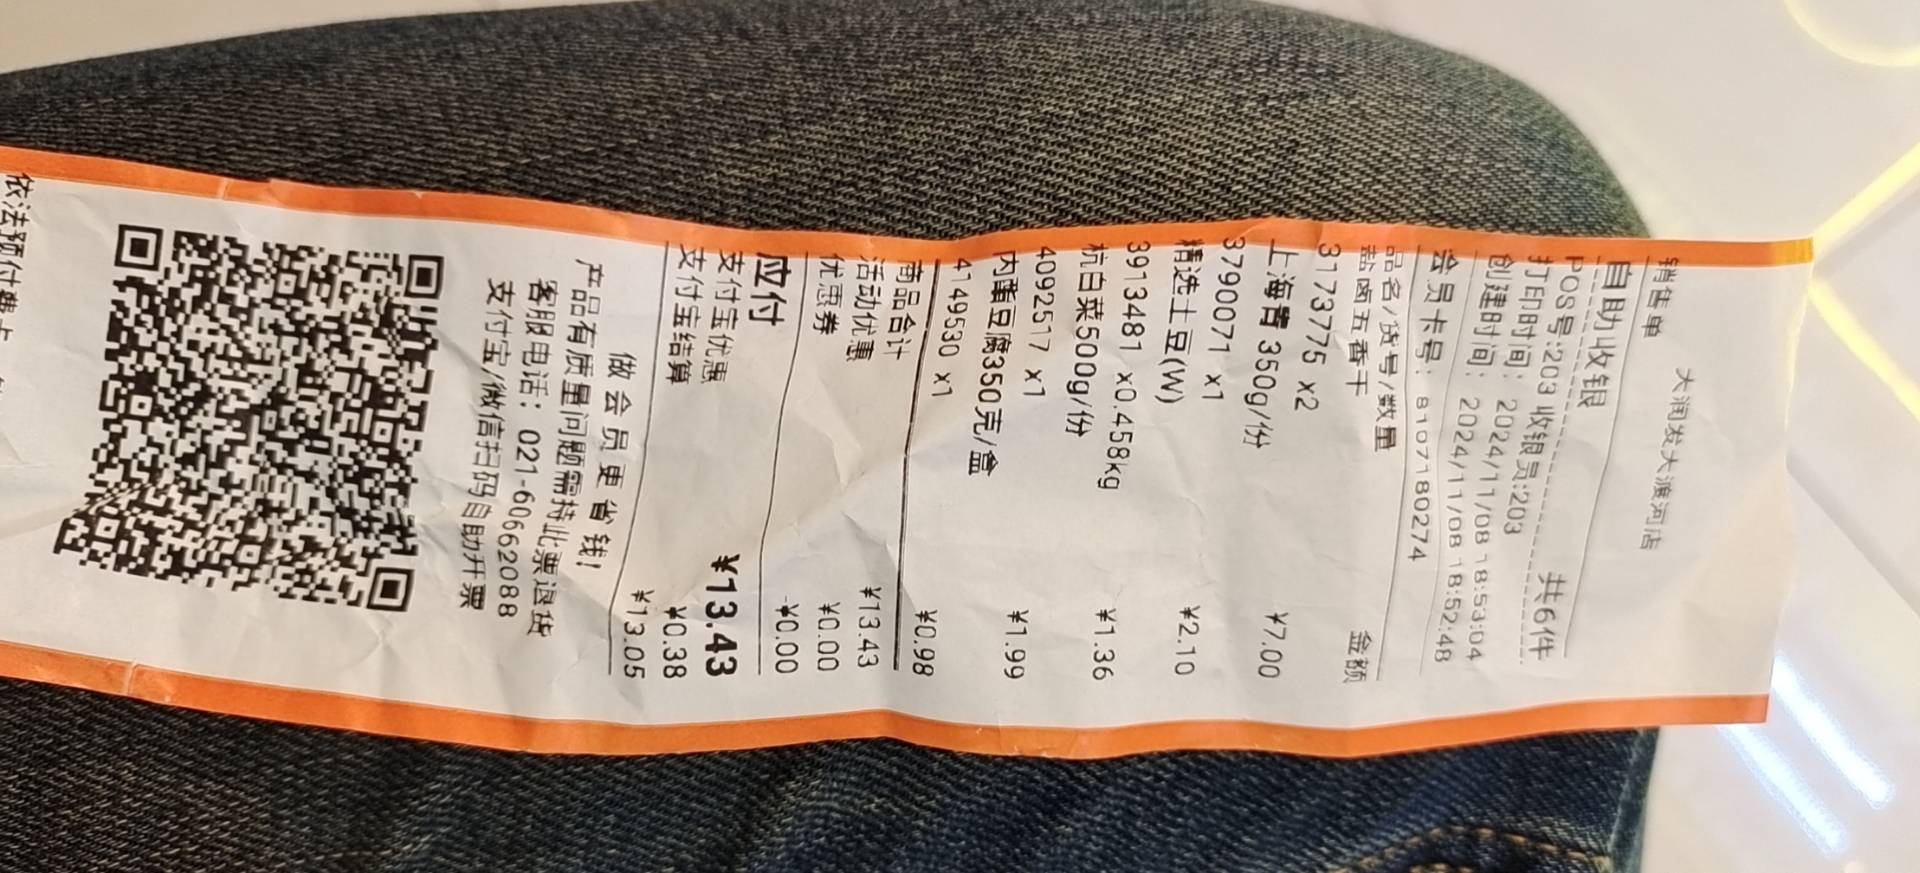 大润发大渡河店
销售单
自助收银 共6件
POS号:203 收银员:203
打印时间: 2024/11/08 18:53:04
创建时间: 2024/11/08 18:52:48
会员卡号: 8107180274
品名/货号/数量 金额
盐卤五香干
3173775 x2 ¥7.00
上海青 350g/份
3790071 x1 ¥2.10
精选土豆(W)
3913481 x0.458kg ¥1.36
杭白菜500g/份
4092517 x1 ¥1.99
内酯豆腐350克/盒
4149530 x1 ¥0.98
商品合计 ¥13.43
活动优惠 ¥0.00
优惠券 -¥0.00
应付 ¥13.43
支付宝优惠 ¥0.38
支付宝结算 ¥13.05
做会员更省钱!
产品有质量问题需持此票退货
客服电话: 021-60662088
支付宝/微信扫码自助开票
依法预付费卡